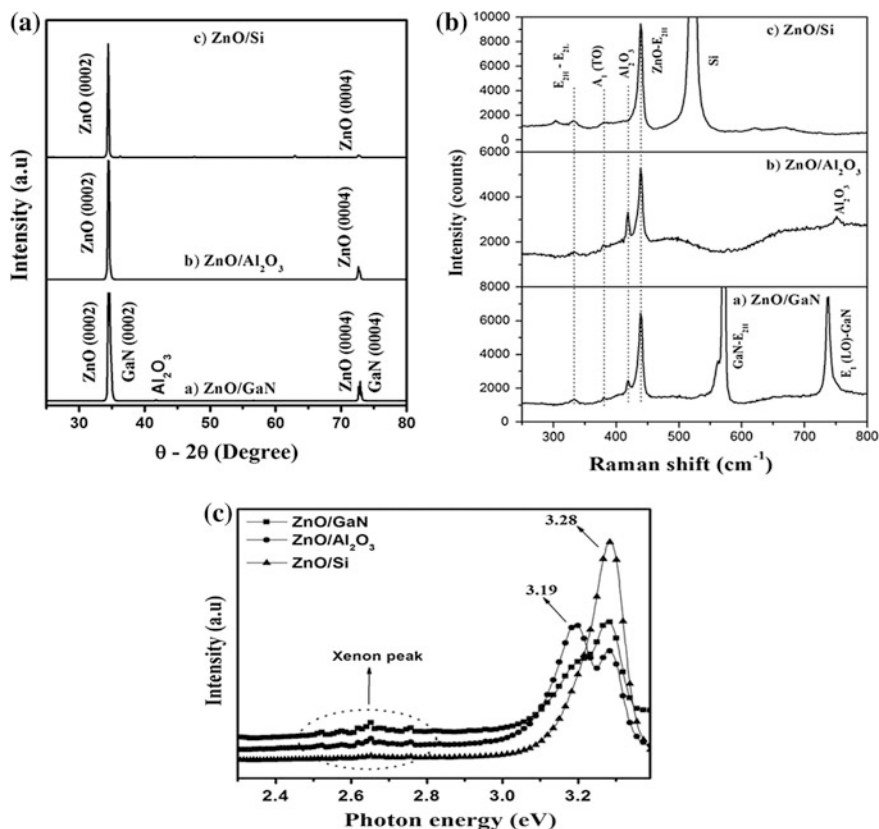 (a)
c) ZnO/Si
ZnO (0002)
ZnO (0004)
b) ZnO/Al₂O₃
ZnO (0002)
ZnO (0004)
a) ZnO/GaN
ZnO (0002)
GaN (0002)
Al₂O₃
ZnO (0004)
GaN (0004)
Intensity (a.u)
30 40 50 60 70 80
θ - 2θ (Degree)
(b)
c) ZnO/Si
10000
8000
6000
4000
2000
0
E₂H - E₂L
A₁ (TO)
Al₂O₃
ZnO-E₂H
Si
b) ZnO/Al₂O₃
6000
4000
2000
0
Al₂O₃
a) ZnO/GaN
8000
6000
4000
2000
0
GaN-E₂H
E₁ (LO)-GaN
Intensity (counts)
300 400 500 600 700 800
Raman shift (cm⁻¹)
(c)
ZnO/GaN
ZnO/Al₂O₃
ZnO/Si
3.28
3.19
Xenon peak
Intensity (a.u)
2.4 2.6 2.8 3.0 3.2
Photon energy (eV)